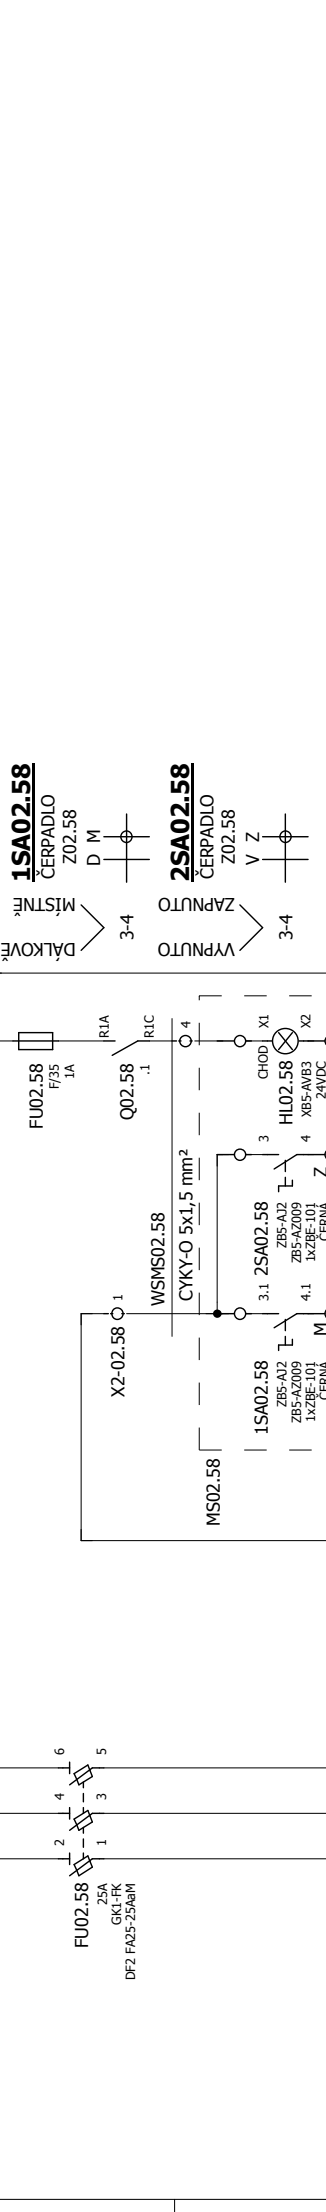 1SA02.58
ČERPADLO
Z02.58
D M
MÍSTNĚ
DÁLKOVĚ
3-4
2SA02.58
ČERPADLO
Z02.58
V Z
ZAPNUTO
VYPNUTO
3-4
FU02.58
F/35
1A
R1A
R1C
Q02.58
.1
4
X1
X2
CHOD
HL02.58
XB5-AVB3
24VDC
WSMS02.58
CYKY-O 5x1,5 mm²
3
4
2SA02.58
ZB5-AJ2
ZB5-AZ009
1xZBE-101
ČERNÁ
Z
X2-02.58
1
3.1
4.1
1SA02.58
ZB5-AJ2
ZB5-AZ009
1xZBE-101
ČERNÁ
M
MS02.58
6
5
4
3
2
1
FU02.58
25A
GK1-FK
DF2 FA25-25AaM